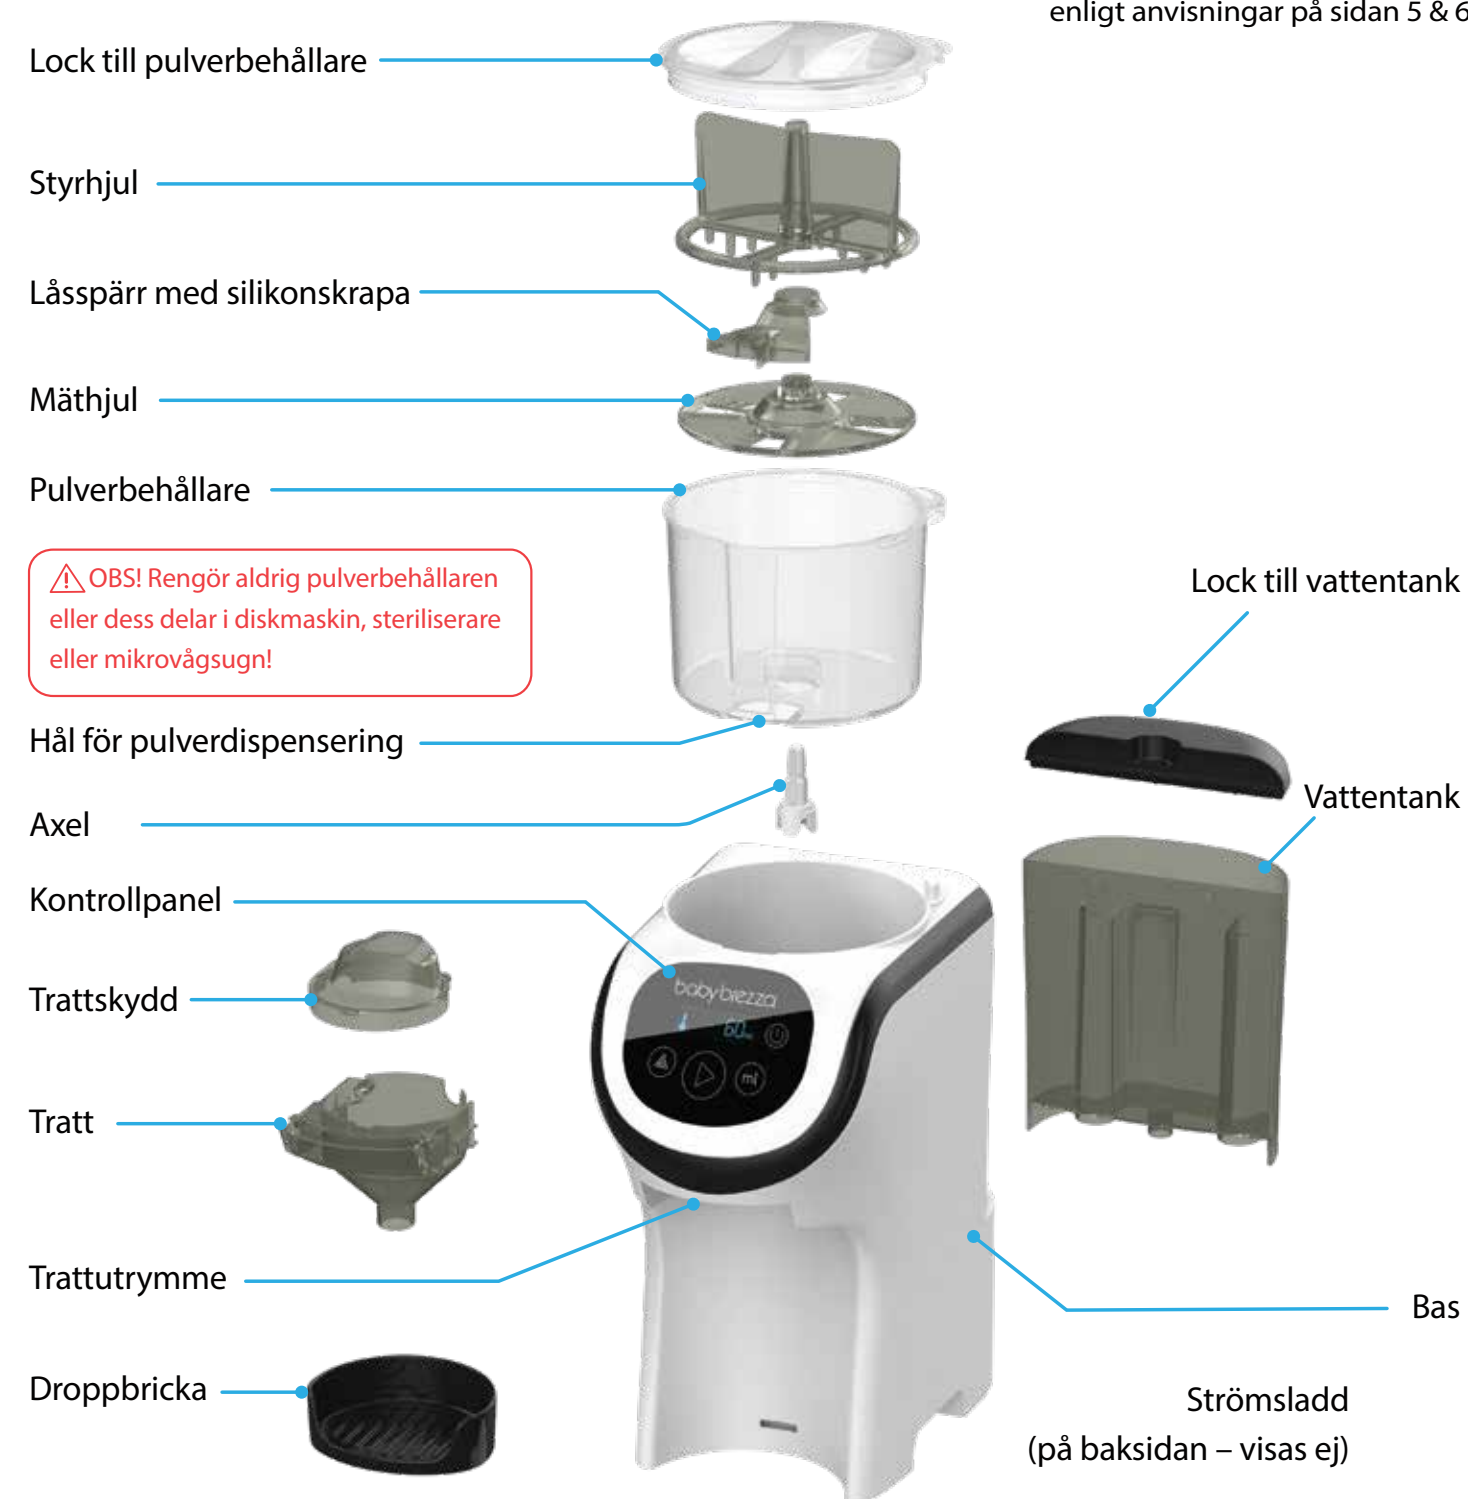 enligt anvisningar på sidan 5 & 6
Lock till pulverbehållare
Styrhjul
Låsspärr med silikonskrapa
Mäthjul
Pulverbehållare
OBS! Rengör aldrig pulverbehållaren
eller dess delar i diskmaskin, steriliserare
eller mikrovågsugn!
Lock till vattentank
Hål för pulverdispensering
Vattentank
Axel
Kontrollpanel
baby brezza
60
ml
Trattskydd
Tratt
Trattutrymme
Bas
Droppbricka
Strömsladd
(på baksidan – visas ej)